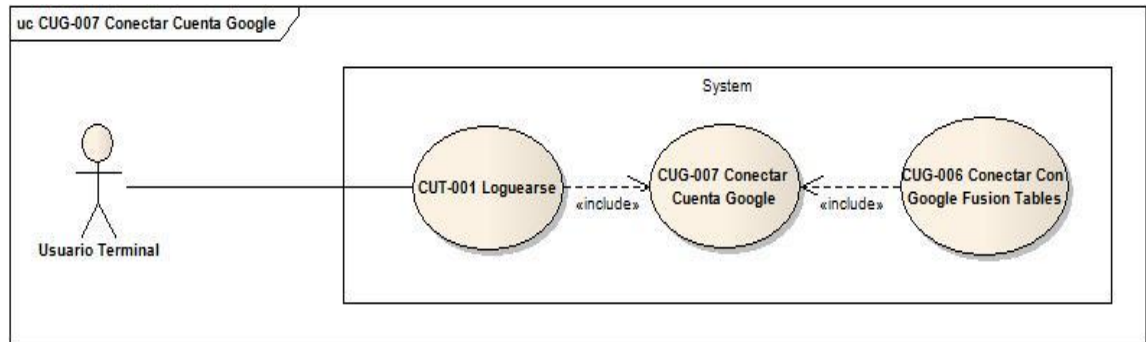 uc CUG-007 Conectar Cuenta Google
System
Usuario Terminal
CUT-001 Loguearse
«include»
CUG-007 Conectar
Cuenta Google
«include»
CUG-006 Conectar Con
Google Fusion Tables